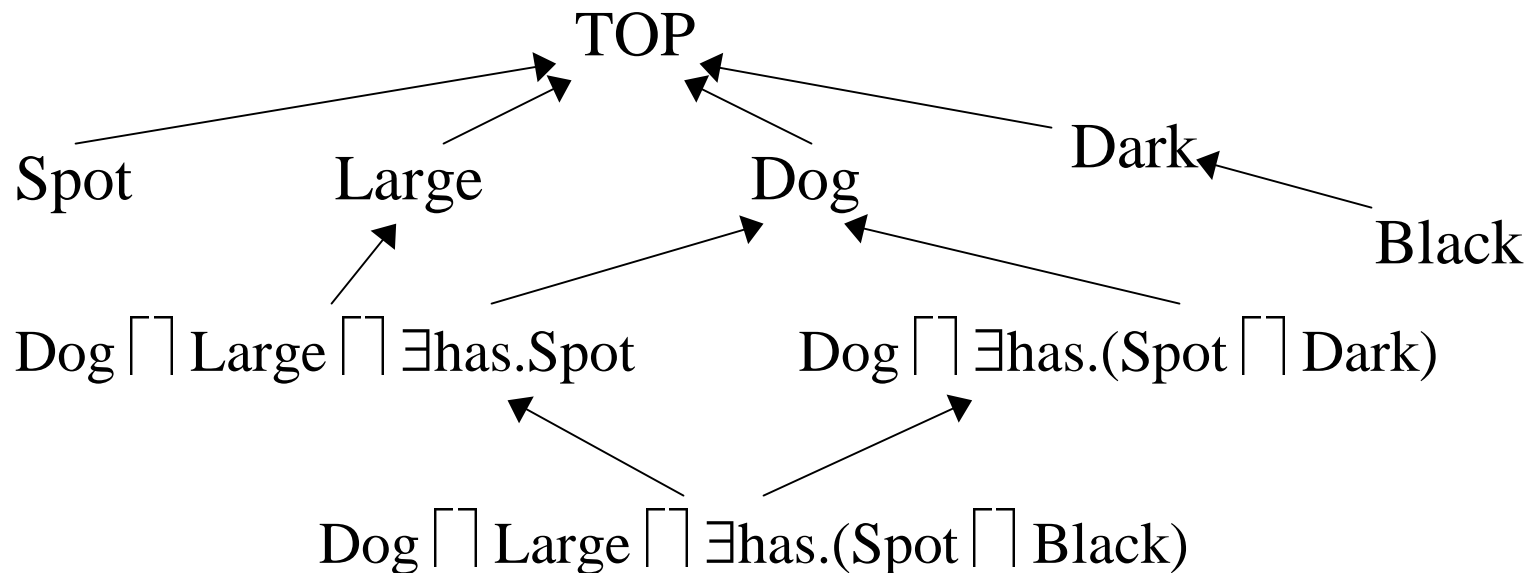 TOP
Spot Large Dog Dark
Black
Dog ⊓ Large ⊓ ∃has.Spot Dog ⊓ ∃has.(Spot ⊓ Dark)
Dog ⊓ Large ⊓ ∃has.(Spot ⊓ Black)